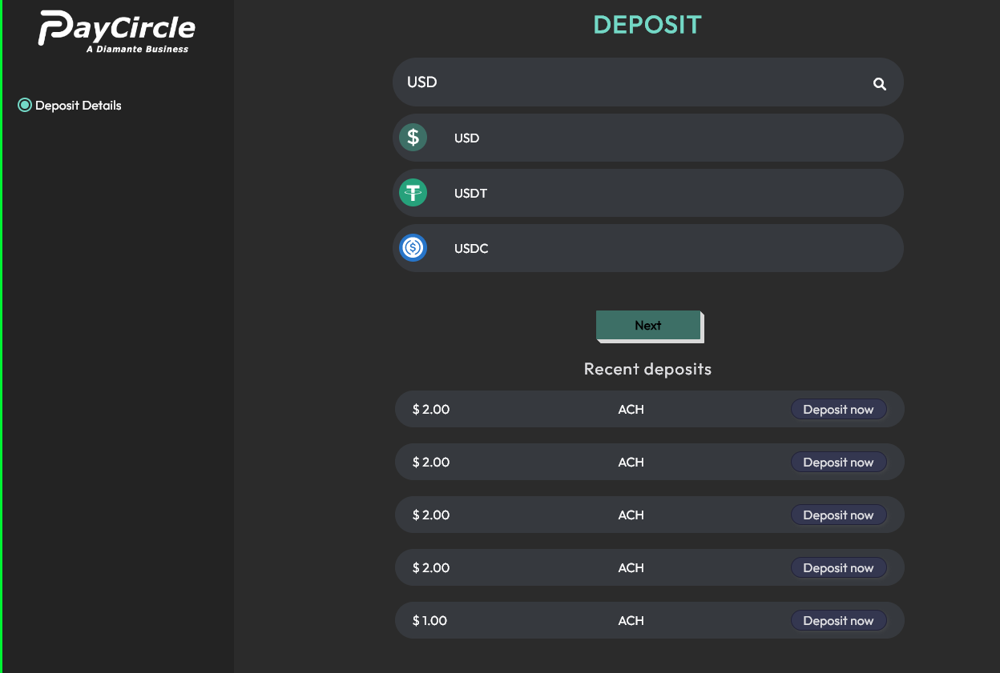 PayCircle
A Diamante Business
Deposit Details
DEPOSIT
USD
$ USD
USDT
USDC
Next
Recent deposits
$ 2.00 ACH Deposit now
$ 2.00 ACH Deposit now
$ 2.00 ACH Deposit now
$ 2.00 ACH Deposit now
$ 1.00 ACH Deposit now